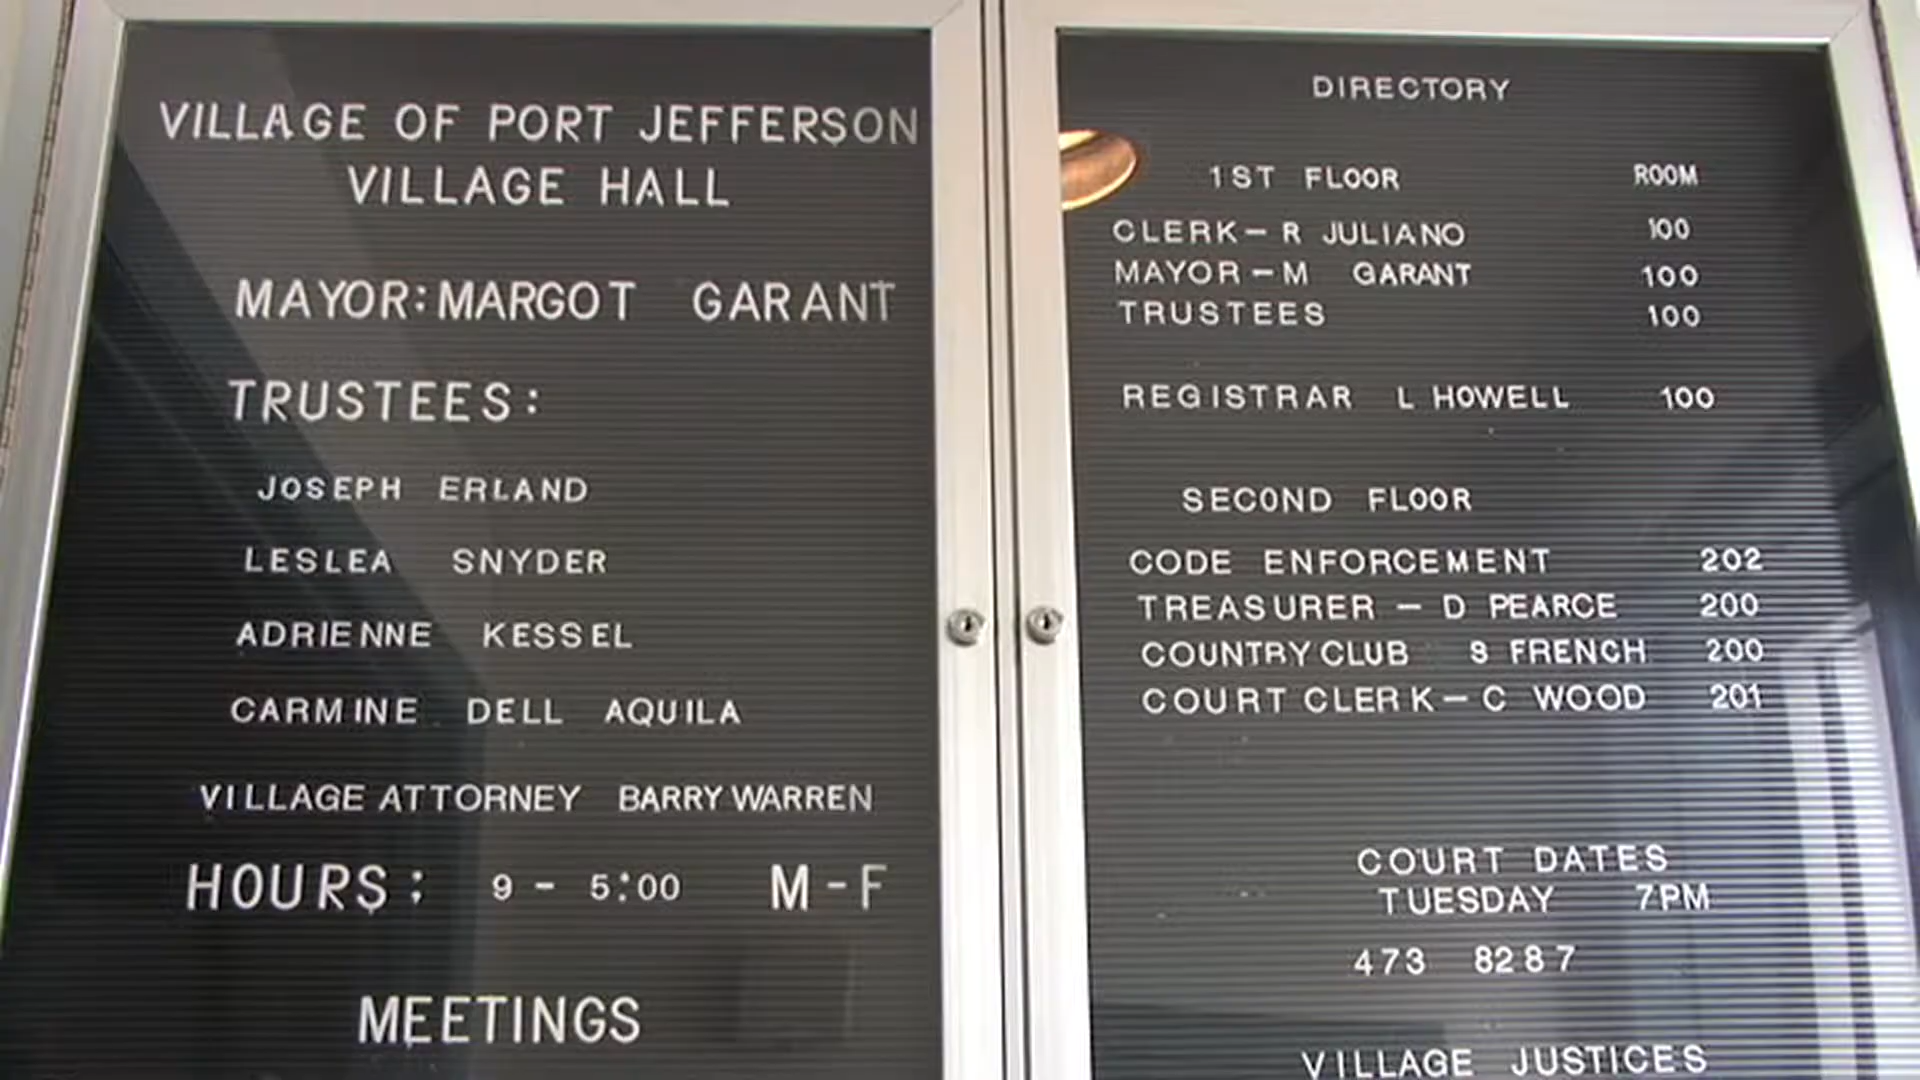 VILLAGE OF PORT JEFFERSON
VILLAGE HALL
MAYOR: MARGOT GARANT
TRUSTEES:
JOSEPH ERLAND
LESLEA SNYDER
ADRIENNE KESSEL
CARMINE DELL AQUILA
VILLAGE ATTORNEY BARRY WARREN
HOURS: 9 - 5:00 M-F
MEETINGS
DIRECTORY
1ST FLOOR ROOM
CLERK - R JULIANO 100
MAYOR - M GARANT 100
TRUSTEES 100
REGISTRAR L HOWELL 100
SECOND FLOOR
CODE ENFORCEMENT 202
TREASURER - D PEARCE 200
COUNTRY CLUB S FRENCH 200
COURT CLERK - C WOOD 201
COURT DATES
TUESDAY 7PM
473 8287
VILLAGE JUSTICES